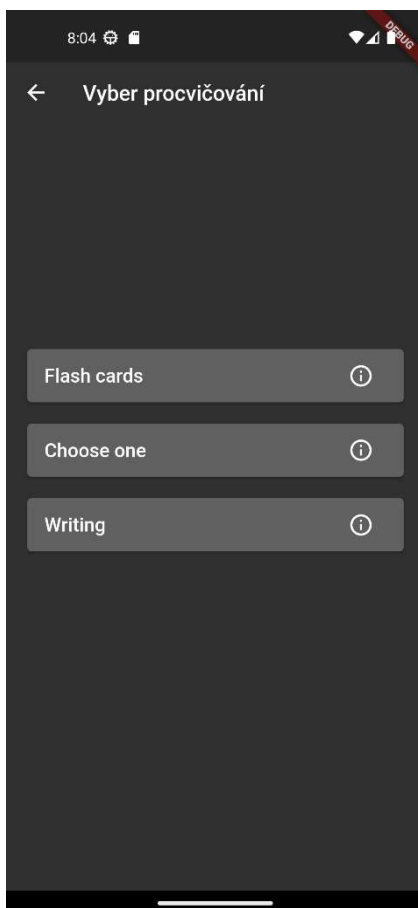 8:04
DEBUG
Vyber procvičování
Flash cards
Choose one
Writing